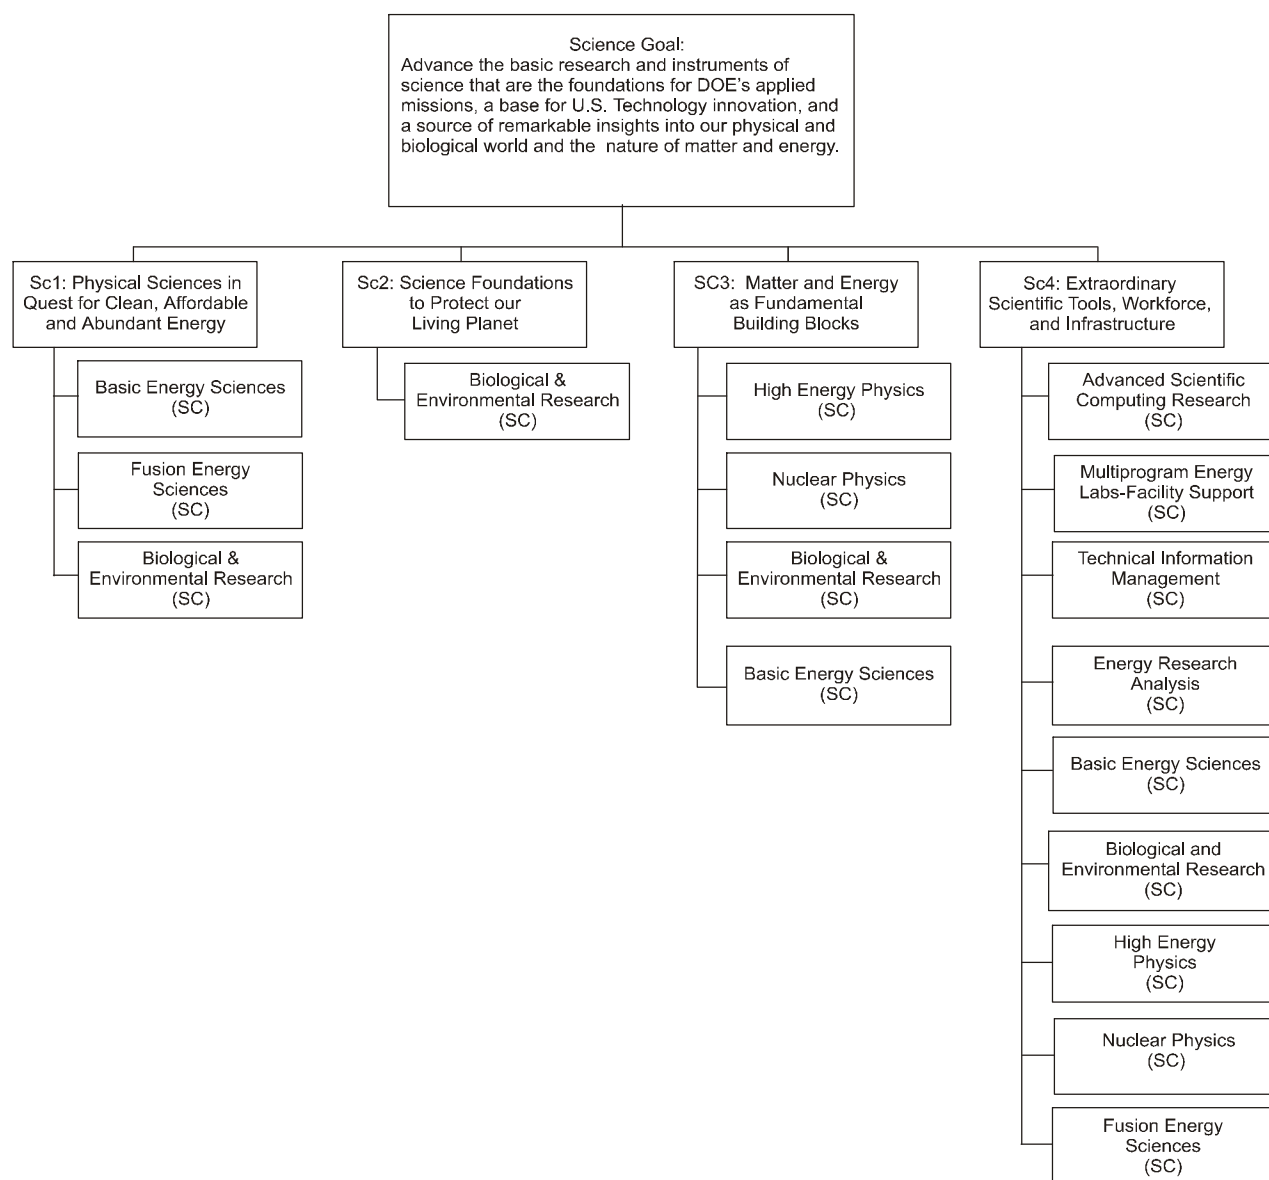 Science Goal:
Advance the basic research and instruments of
science that are the foundations for DOE's applied
missions, a base for U.S. Technology innovation, and
a source of remarkable insights into our physical and
biological world and the nature of matter and energy.
Sc1: Physical Sciences in
Quest for Clean, Affordable
and Abundant Energy
Basic Energy Sciences
(SC)
Fusion Energy
Sciences
(SC)
Biological &
Environmental Research
(SC)
Sc2: Science Foundations
to Protect our
Living Planet
Biological &
Environmental Research
(SC)
SC3: Matter and Energy
as Fundamental
Building Blocks
High Energy Physics
(SC)
Nuclear Physics
(SC)
Biological &
Environmental Research
(SC)
Basic Energy Sciences
(SC)
Sc4: Extraordinary
Scientific Tools, Workforce,
and Infrastructure
Advanced Scientific
Computing Research
(SC)
Multiprogram Energy
Labs-Facility Support
(SC)
Technical Information
Management
(SC)
Energy Research
Analysis
(SC)
Basic Energy Sciences
(SC)
Biological and
Environmental Research
(SC)
High Energy
Physics
(SC)
Nuclear Physics
(SC)
Fusion Energy
Sciences
(SC)